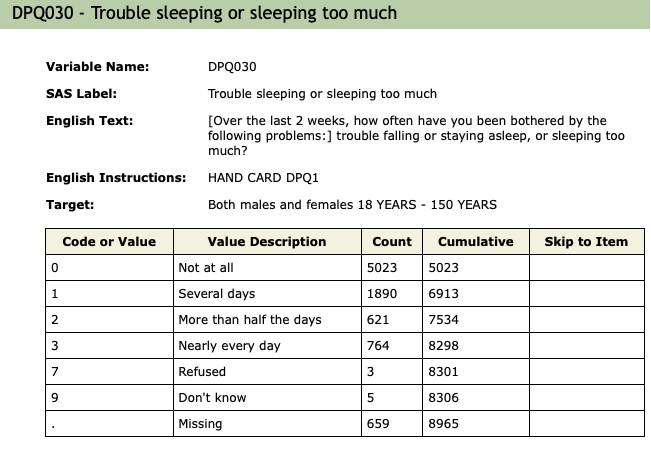 DPQ030 - Trouble sleeping or sleeping too much
Variable Name: DPQ030
SAS Label: Trouble sleeping or sleeping too much
English Text: [Over the last 2 weeks, how often have you been bothered by the
following problems:] trouble falling or staying asleep, or sleeping too
much?
English Instructions: HAND CARD DPQ1
Target: Both males and females 18 YEARS - 150 YEARS
Code or Value Value Description Count Cumulative Skip to Item
0 Not at all 5023 5023
1 Several days 1890 6913
2 More than half the days 621 7534
3 Nearly every day 764 8298
7 Refused 3 8301
9 Don't know 5 8306
. Missing 659 8965